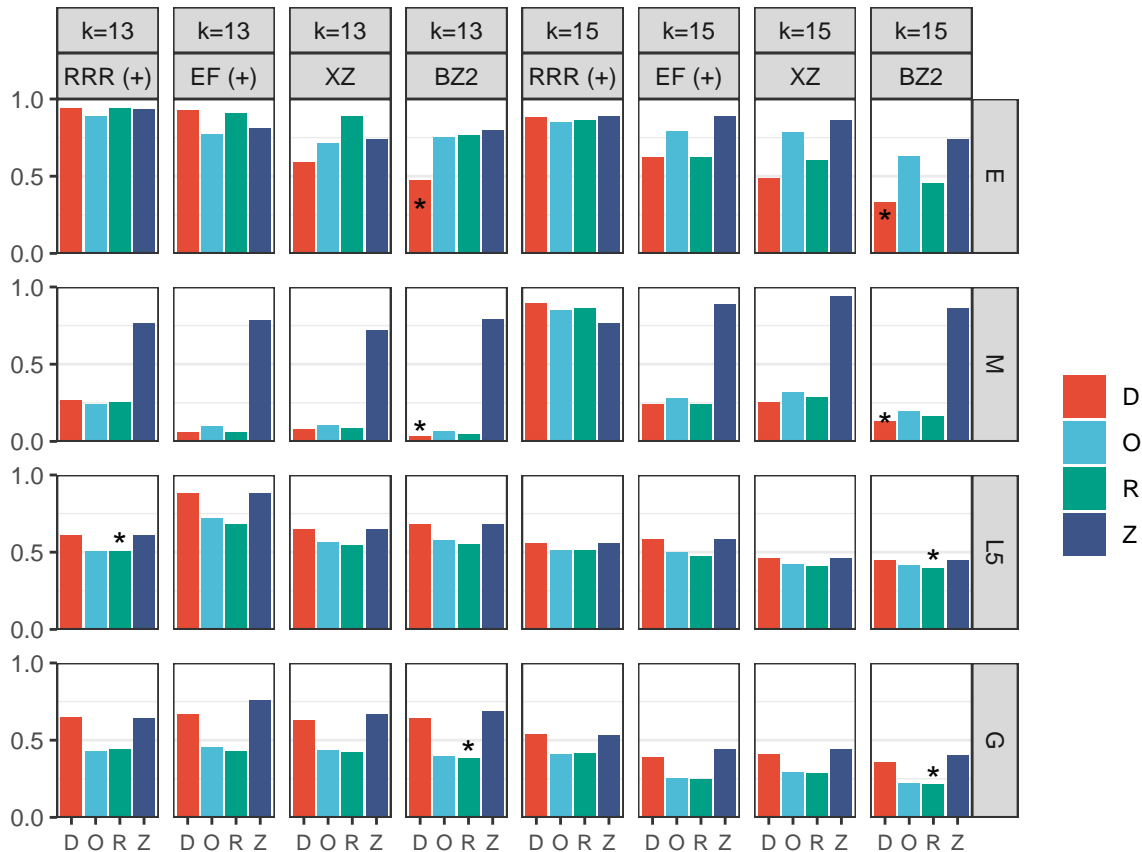 k=13 k=13 k=13 k=13 k=15 k=15 k=15 k=15
RRR (+) EF (+) XZ BZ2 RRR (+) EF (+) XZ BZ2
1.0
0.5
0.0
* *
E
1.0
0.5
0.0
* *
M
1.0
0.5
0.0
* *
L5
1.0
0.5
0.0
* *
G
D O R Z D O R Z D O R Z D O R Z D O R Z D O R Z D O R Z D O R Z
D
O
R
Z